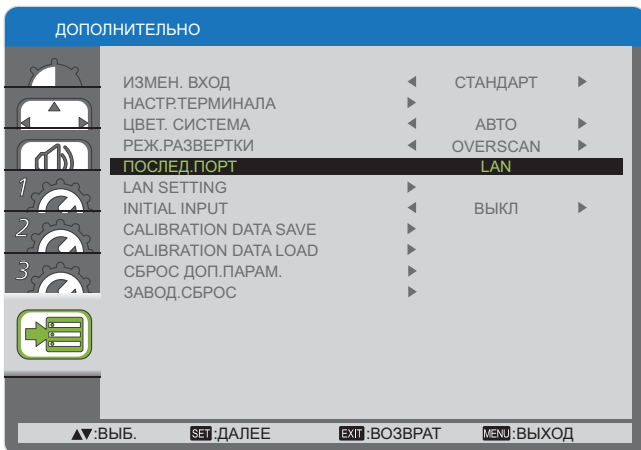 ДОПОЛНИТЕЛЬНО
ИЗМЕН. ВХОД СТАНДАРТ
НАСТР.ТЕРМИНАЛА
ЦВЕТ. СИСТЕМА АВТО
РЕЖ.РАЗВЕРТКИ OVERSCAN
ПОСЛЕД.ПОРТ LAN
LAN SETTING
INITIAL INPUT ВЫКЛ
CALIBRATION DATA SAVE
CALIBRATION DATA LOAD
СБРОС ДОП.ПАРАМ.
ЗАВОД.СБРОС
1
2
3
▲▼:ВЫБ. SET:ДАЛЕЕ EXIT:ВОЗВРАТ MENU:ВЫХОД